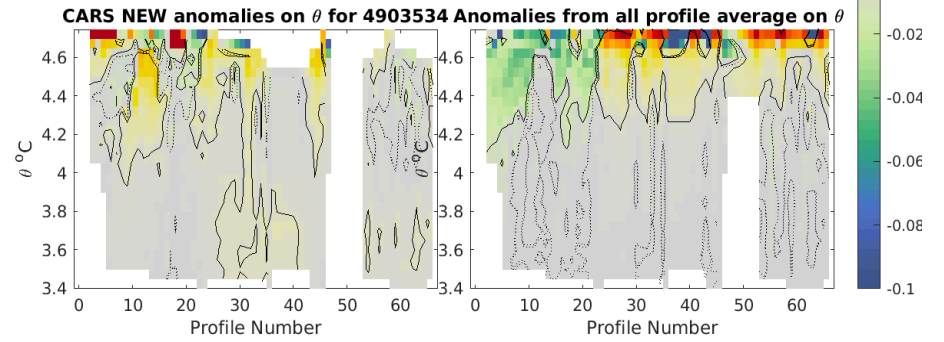 CARS NEW anomalies on θ for 4903534 Anomalies from all profile average on θ
4.6
4.4
4.2
4
3.8
3.6
3.4
θ °C
0 10 20 30 40 50 60
Profile Number
4.6
4.4
4.2
4
3.8
3.6
3.4
θ °C
0 10 20 30 40 50 60
Profile Number
-0.02
-0.04
-0.06
-0.08
-0.1